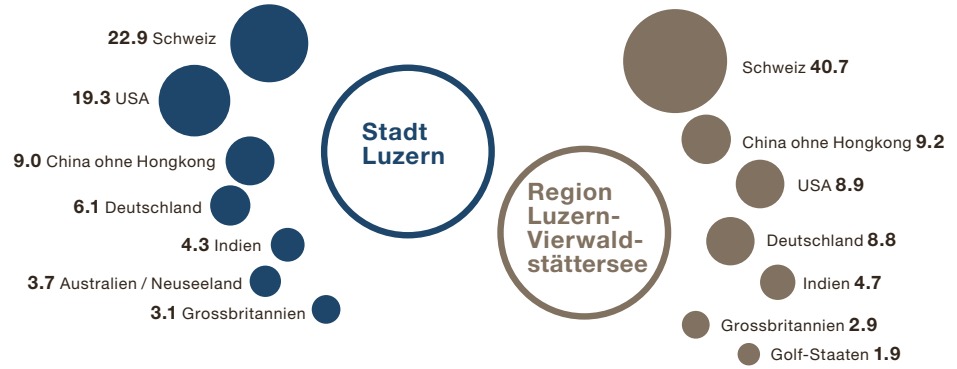 22.9 Schweiz
19.3 USA
9.0 China ohne Hongkong
6.1 Deutschland
4.3 Indien
3.7 Australien / Neuseeland
3.1 Grossbritannien
Stadt
Luzern
Region
Luzern-
Vierwald-
stättersee
Schweiz 40.7
China ohne Hongkong 9.2
USA 8.9
Deutschland 8.8
Indien 4.7
Grossbritannien 2.9
Golf-Staaten 1.9